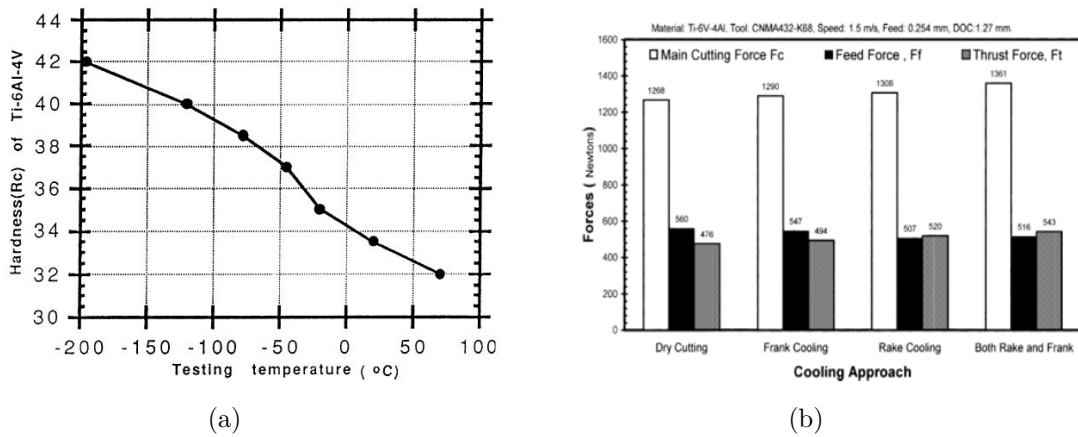 44
42
40
38
36
34
32
30
Hardness(Rc) of Ti-6Al-4V
-200 -150 -100 -50 0 50 100
Testing temperature ( oC)
(a)
Material: Ti-6V-4Al, Tool: CNMA432-K68, Speed: 1.5 m/s, Feed: 0.254 mm, DOC:1.27 mm.
Main Cutting Force Fc Feed Force , Ff Thrust Force, Ft
1600
1400
1200
1000
800
600
400
200
0
Forces ( Newtons)
1268 560 476
1290 547 494
1308 507 520
1361 516 543
Dry Cutting Frank Cooling Rake Cooling Both Rake and Frank
Cooling Approach
(b)